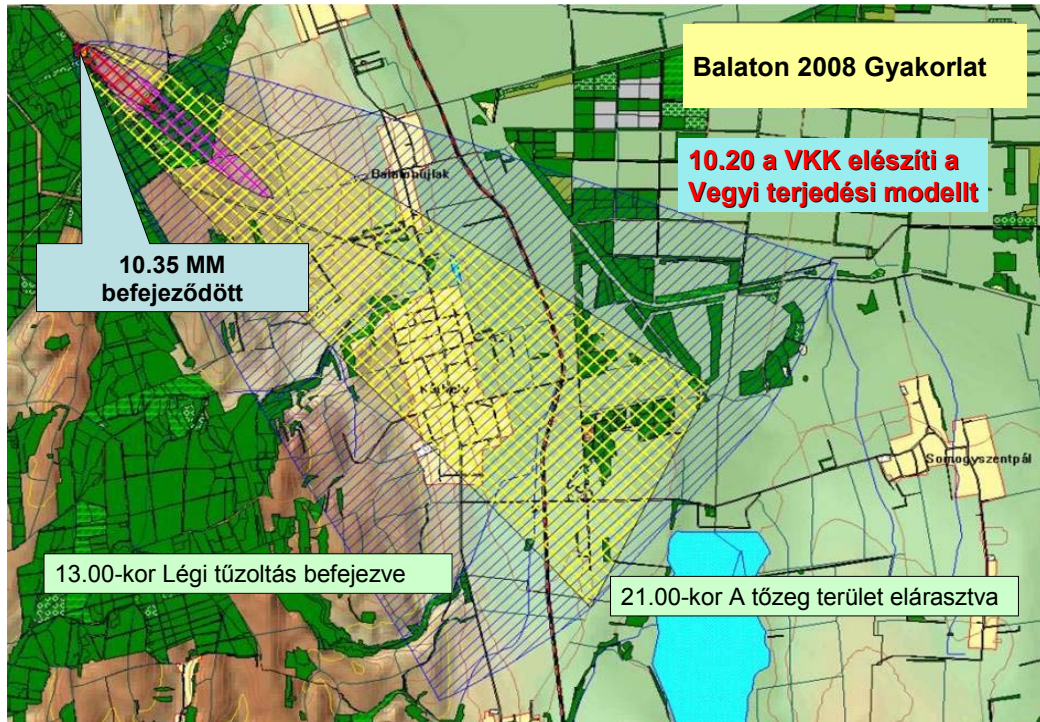 Balaton 2008 Gyakorlat
10.20 a VKK elészíti a
Vegyi terjedési modellt
Balatonújlak
10.35 MM
befejeződött
Kéthely
Somogyszentpál
13.00-kor Légi tűzoltás befejezve
21.00-kor A tőzeg terület elárasztva